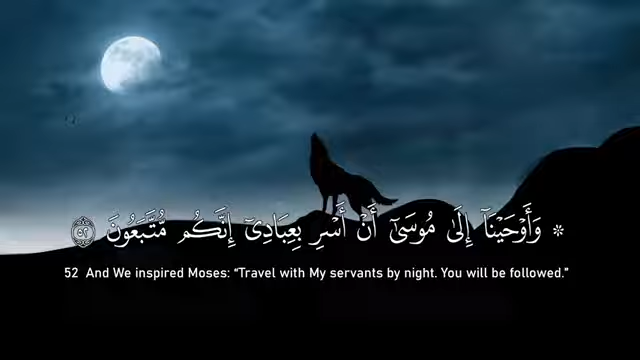 ۞ وَأَوْحَيْنَآ إِلَىٰ مُوسَىٰٓ أَنْ أَسْرِ بِعِبَادِىٓ إِنَّكُم مُّتَّبَعُونَ ۝٥٢
52 And We inspired Moses: “Travel with My servants by night. You will be followed.”